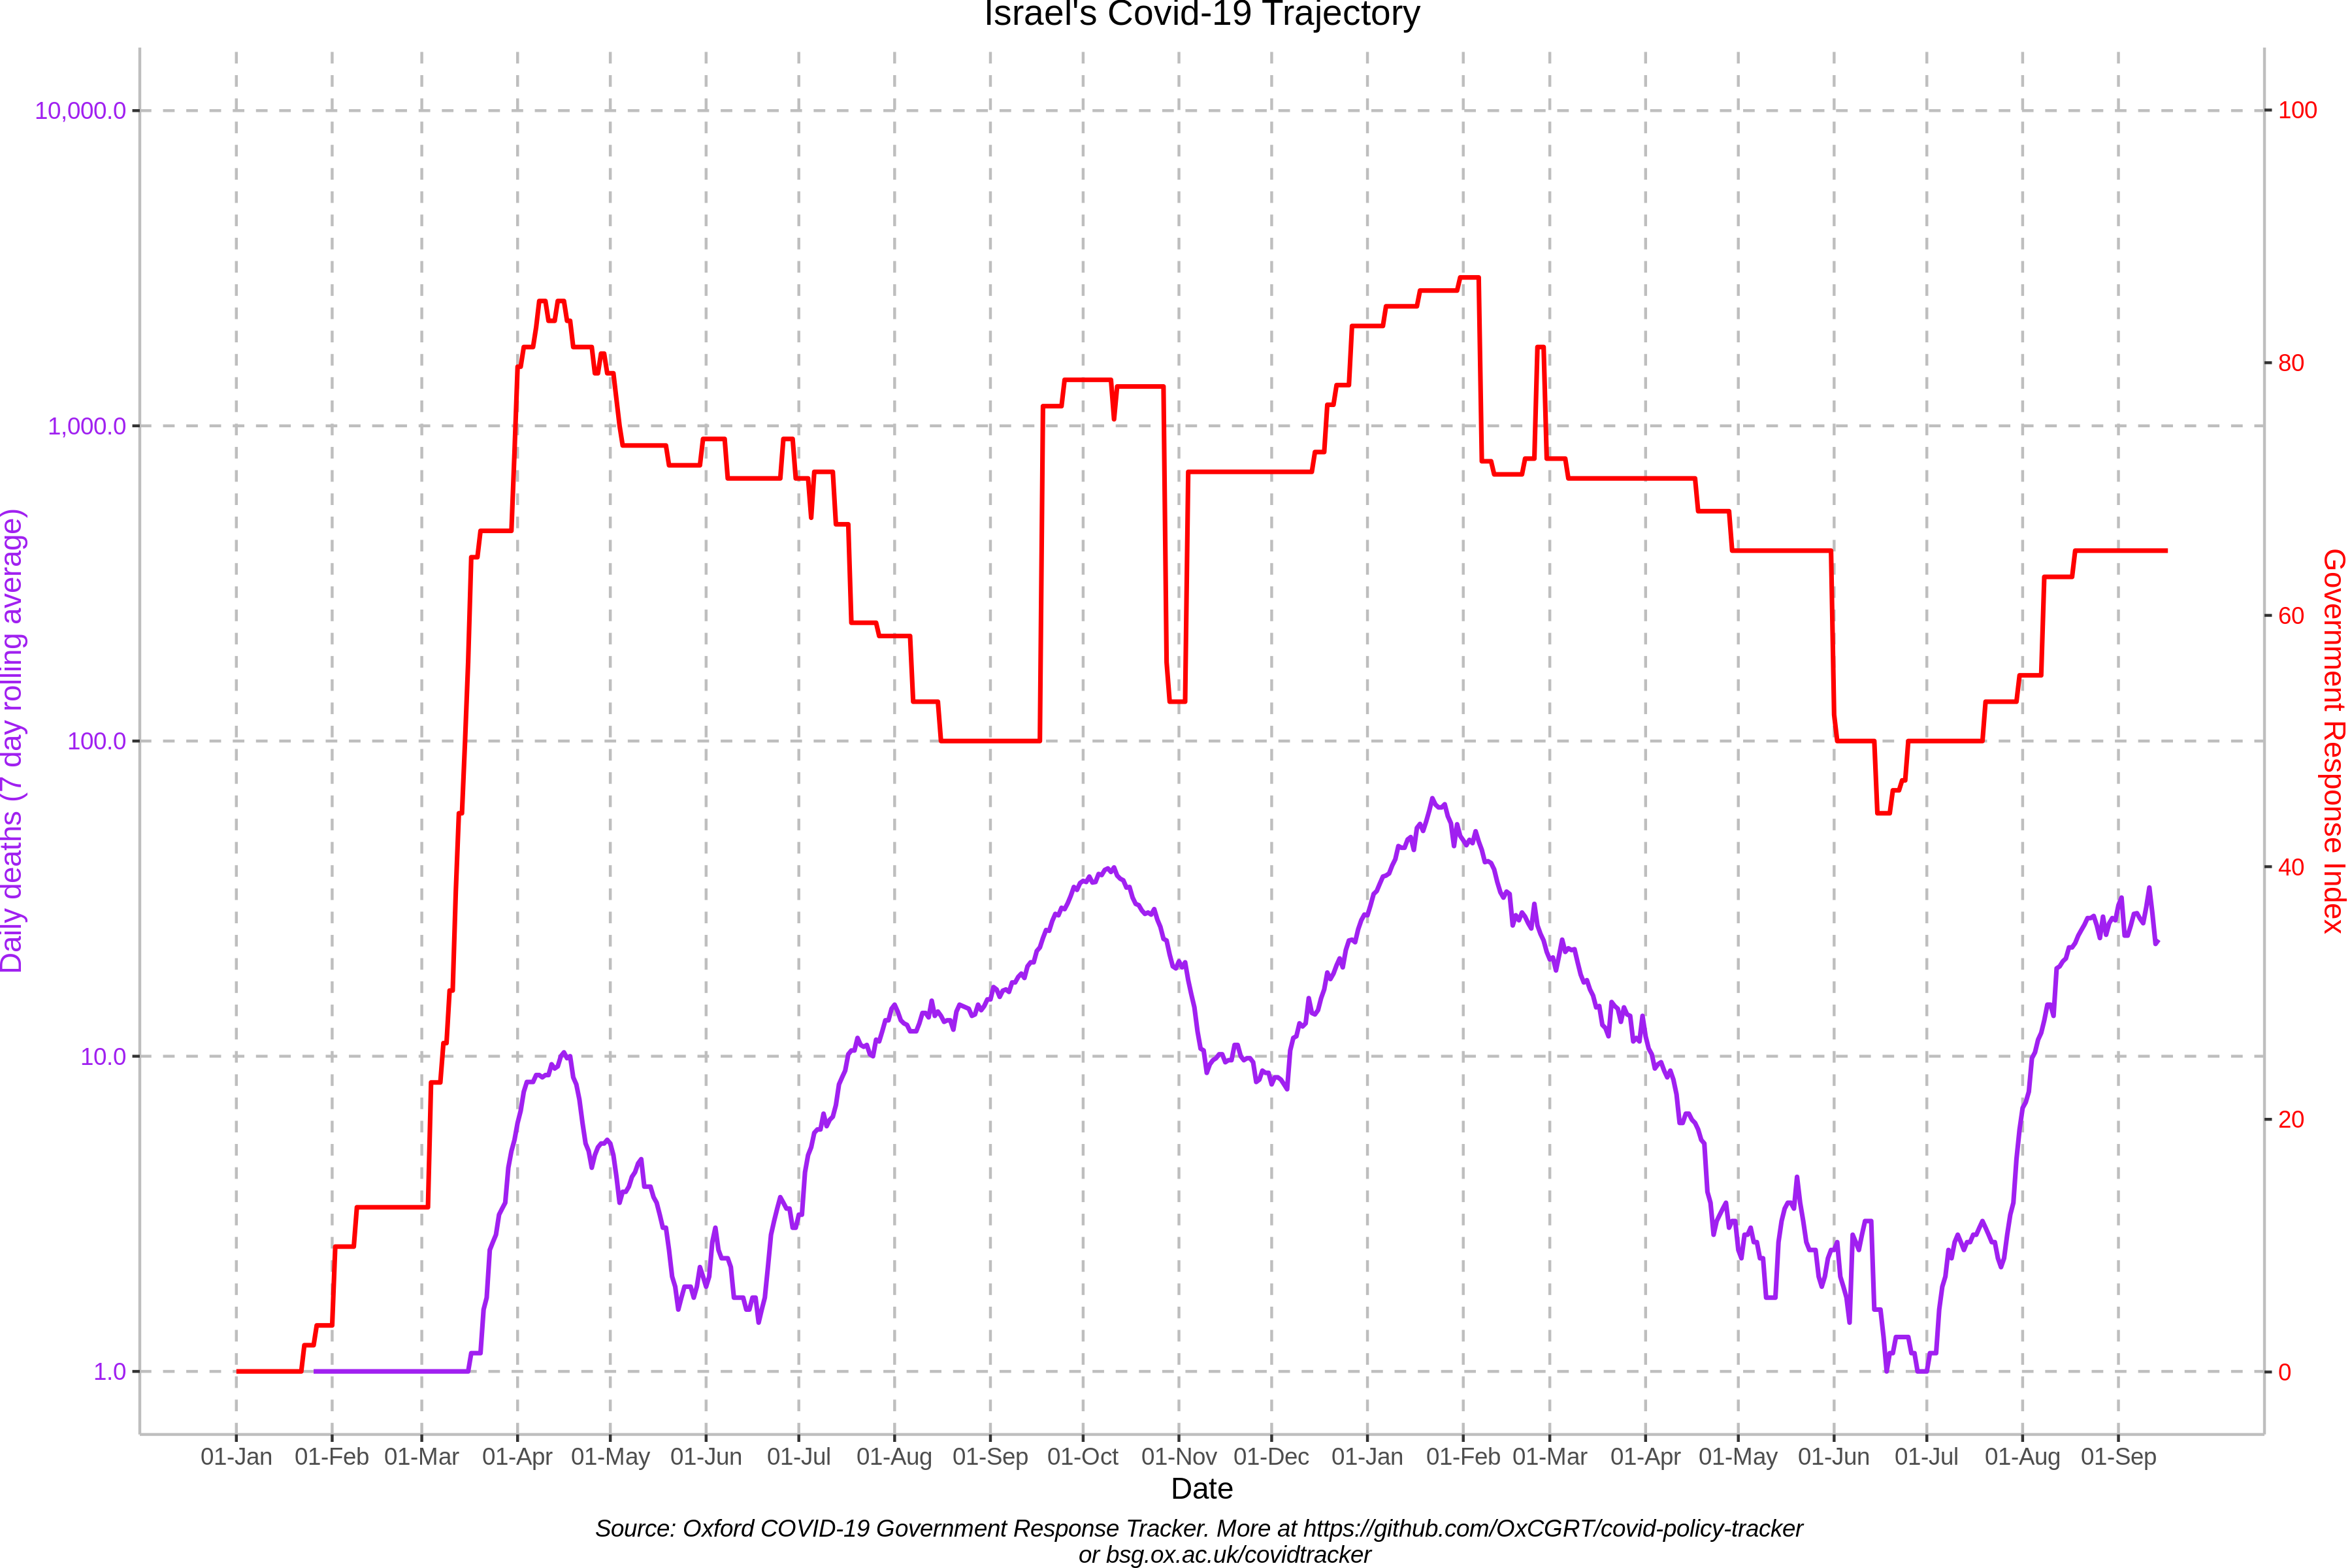 Israel's Covid-19 Trajectory
10,000.0
1,000.0
100.0
10.0
1.0
Daily deaths (7 day rolling average)
100
80
60
40
20
0
Government Response Index
01-Jan 01-Feb 01-Mar 01-Apr 01-May 01-Jun 01-Jul 01-Aug 01-Sep 01-Oct 01-Nov 01-Dec 01-Jan 01-Feb 01-Mar 01-Apr 01-May 01-Jun 01-Jul 01-Aug 01-Sep
Date
Source: Oxford COVID-19 Government Response Tracker. More at https://github.com/OxCGRT/covid-policy-tracker
or bsg.ox.ac.uk/covidtracker